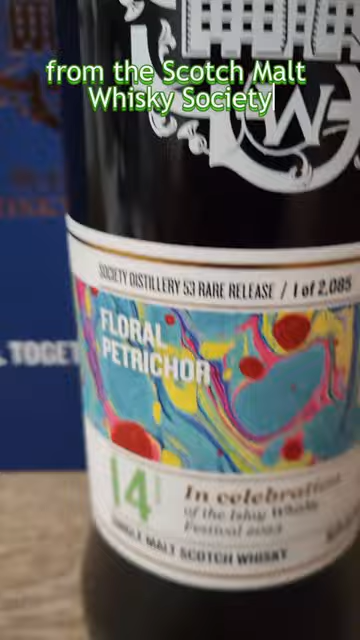 from the Scotch Malt
Whisky Society
SOCIETY DISTILLERY 53 RARE RELEASE / 1 of 2,085
FLORAL
PETRICHOR
TOGET
14
In celebration
of the Islay Whisky
Festival 2023
SINGLE MALT SCOTCH WHISKY